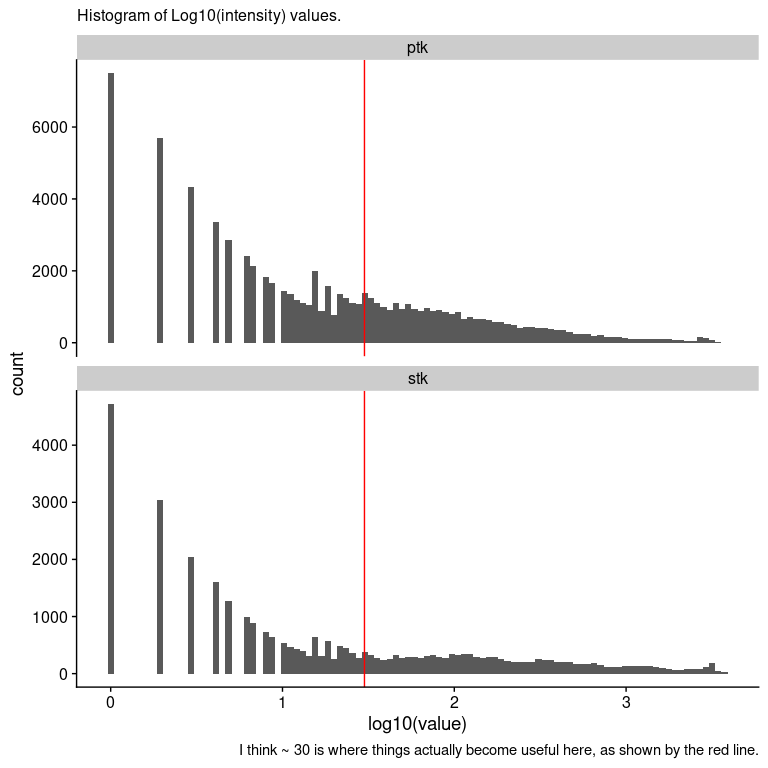 Histogram of Log10(intensity) values.
ptk
6000
4000
2000
0
count
stk
4000
3000
2000
1000
0
0 1 2 3
log10(value)
I think ~ 30 is where things actually become useful here, as shown by the red line.